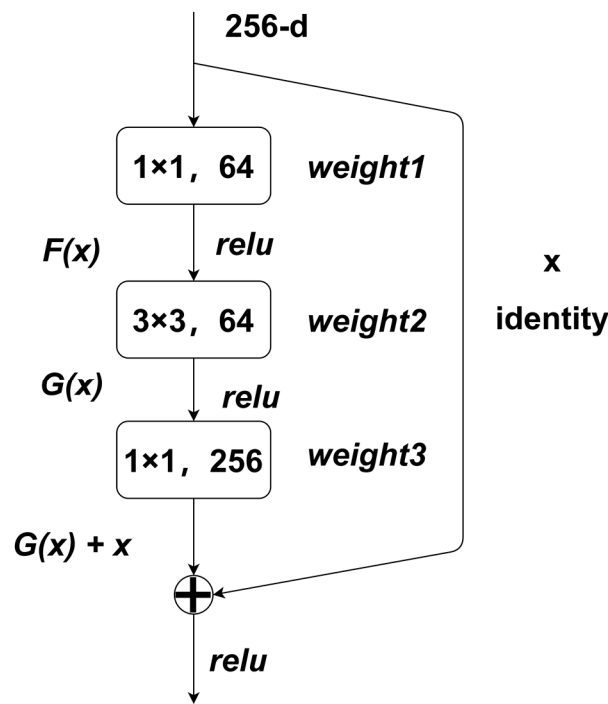 256-d
1×1, 64
weight1
F(x)
relu
x
identity
3×3, 64
weight2
G(x)
relu
1×1, 256
weight3
G(x) + x
relu